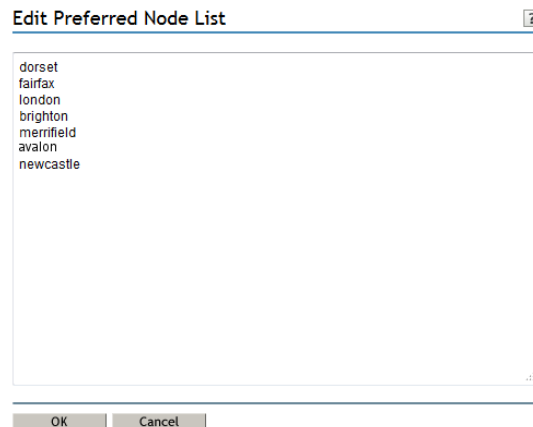 Edit Preferred Node List
?
dorset
fairfax
london
brighton
merrifield
avalon
newcastle
OK
Cancel